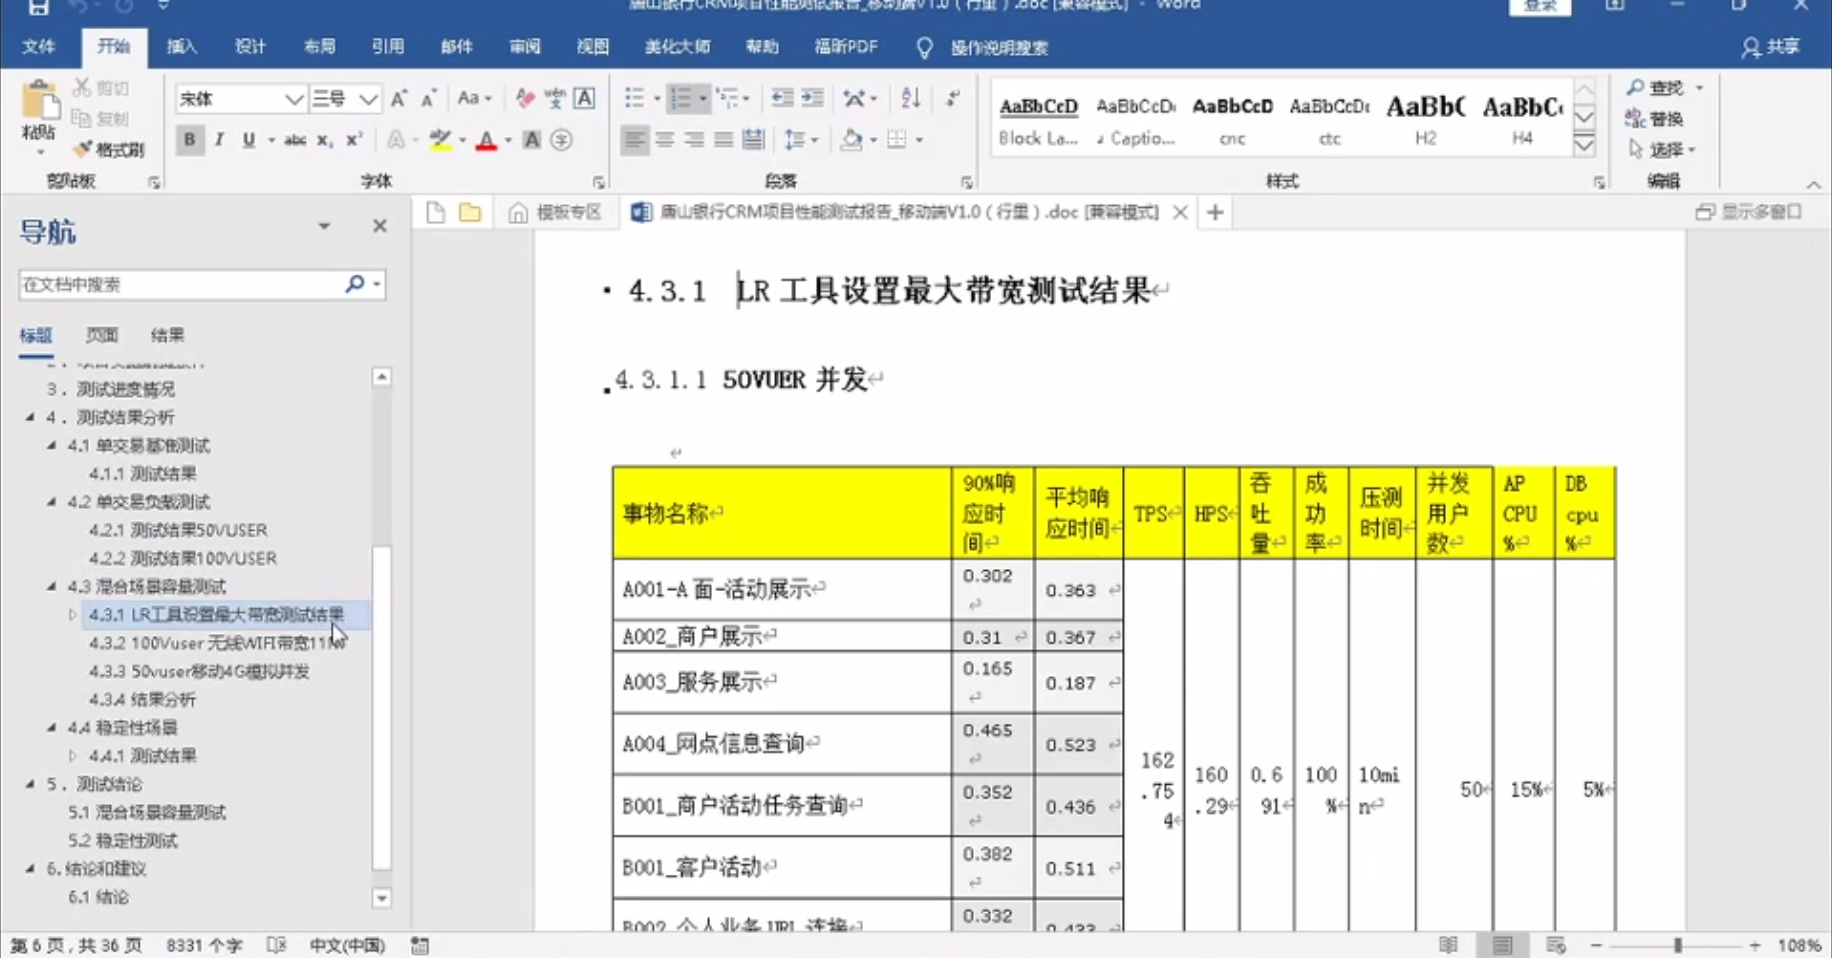 唐山银行CRM项目性能测试报告_移动端V1.0（行里）.doc [兼容模式] - Word
登录
文件 开始 插入 设计 布局 引用 邮件 审阅 视图 美化大师 帮助 福昕PDF 操作说明搜索 共享
粘贴 剪切 复制 格式刷 剪贴板
宋体 三号 字体
段落
AaBbCcD AaBbCcDt AaBbCcD AaBbCcDt AaBbC AaBbC
Block La... Captio... cnc ctc H2 H4
样式
查找 替换 选择 编辑
模板专区 唐山银行CRM项目性能测试报告_移动端V1.0（行里）.doc [兼容模式] 显示多窗口
导航
在文档中搜索
标题 页面 结果
3．测试进度情况
4．测试结果分析
4.1 单交易基准测试
4.1.1 测试结果
4.2 单交易负载测试
4.2.1 测试结果50VUSER
4.2.2 测试结果100VUSER
4.3 混合场景容量测试
4.3.1 LR工具设置最大带宽测试结果
4.3.2 100Vuser 无线WIFI带宽11M
4.3.3 50vuser移动4G模拟并发
4.3.4 结果分析
4.4 稳定性场景
4.4.1 测试结果
5．测试结论
5.1 混合场景容量测试
5.2 稳定性测试
6.结论和建议
6.1 结论
4.3.1 LR 工具设置最大带宽测试结果
4.3.1.1 50VUER 并发
事物名称 90%响应时间 平均响应时间 TPS HPS 吞吐量 成功率 压测时间 并发用户数 AP CPU % DB cpu %
A001-A 面-活动展示 0.302 0.363
A002_商户展示 0.31 0.367
A003_服务展示 0.165 0.187
A004_网点信息查询 0.465 0.523
B001_商户活动任务查询 0.352 0.436
162.754 160.29 0.691 100% 10min 50 15% 5%
B001_客户活动 0.382 0.511
B002_个人业务 URL 连接 0.332 0.433
第 6 页，共 36 页 8331 个字 中文(中国) 108%